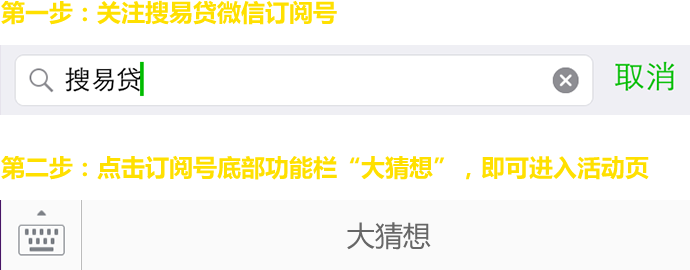 第一步：关注搜易贷微信订阅号
搜易贷 取消
第二步：点击订阅号底部功能栏“大猜想”，即可进入活动页
大猜想